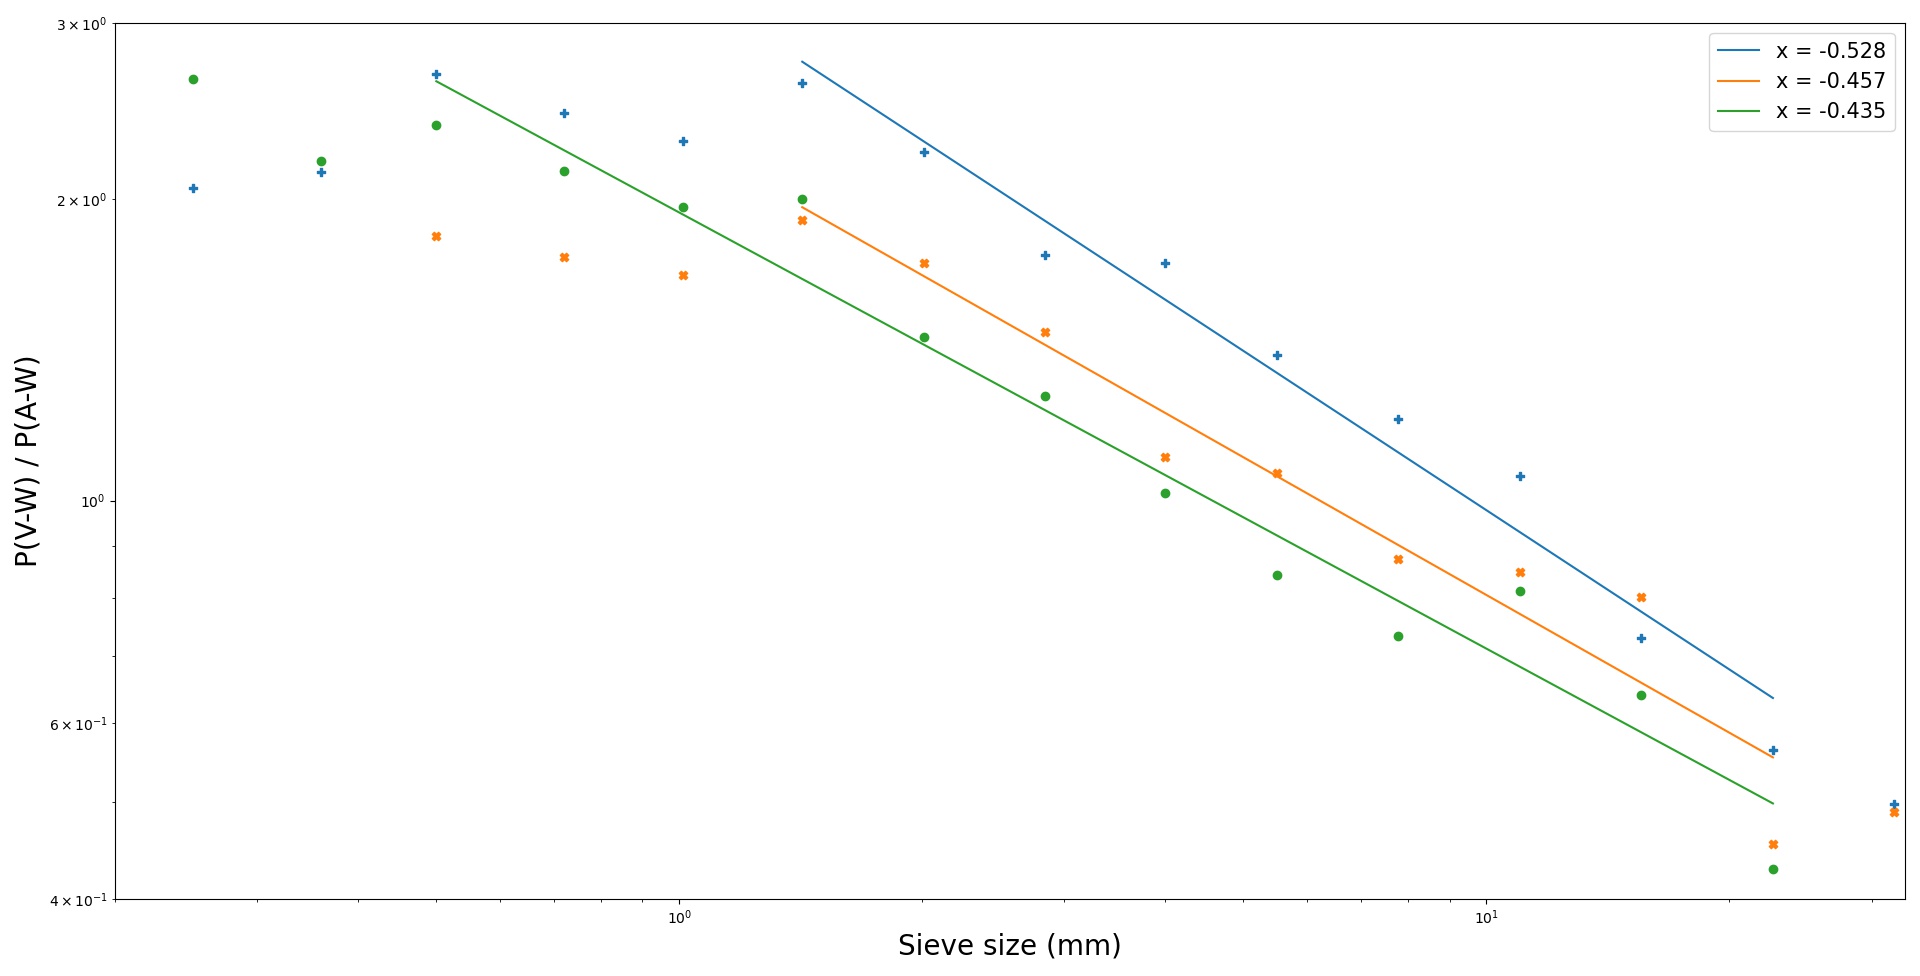 3 × 10⁰
2 × 10⁰
10⁰
6 × 10⁻¹
4 × 10⁻¹
P(V-W) / P(A-W)
x = -0.528
x = -0.457
x = -0.435
10⁰
10¹
Sieve size (mm)